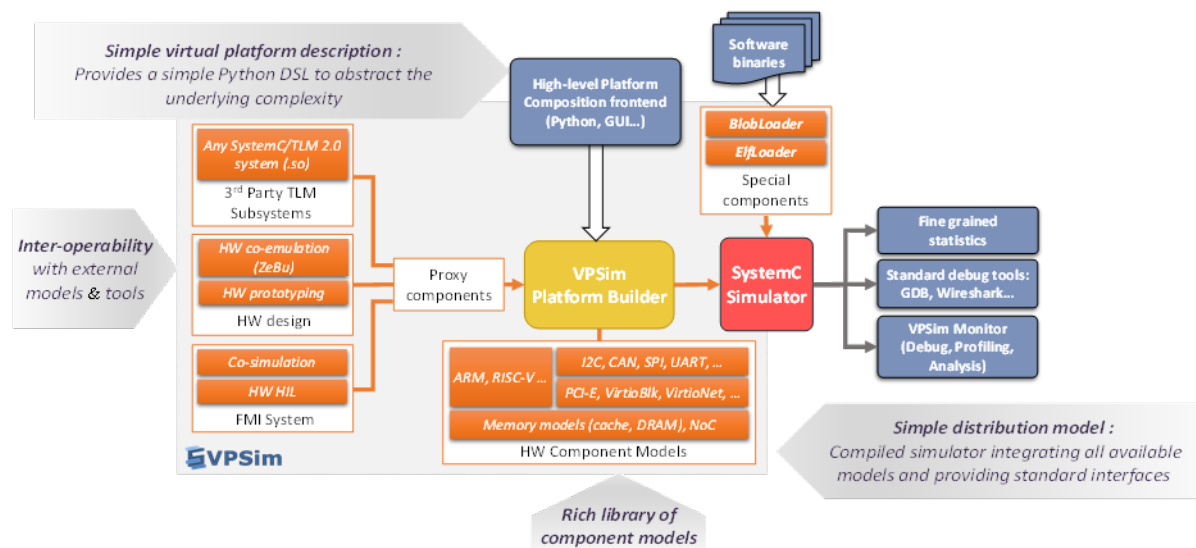 Simple virtual platform description :
Provides a simple Python DSL to abstract the
underlying complexity
High-level Platform
Composition frontend
(Python, GUI...)
Software
binaries
BlobLoader
ElfLoader
Special
components
Any SystemC/TLM 2.0
system (.so)
3rd Party TLM
Subsystems
Inter-operability
with external
models & tools
HW co-emulation
(ZeBu)
HW prototyping
HW design
Co-simulation
HW HIL
FMI System
Proxy
components
VPSim
Platform Builder
SystemC
Simulator
Fine grained
statistics
Standard debug tools:
GDB, Wireshark...
VPSim Monitor
(Debug, Profiling,
Analysis)
ARM, RISC-V ...
I2C, CAN, SPI, UART, ...
PCI-E, VirtioBlk, VirtioNet, ...
Memory models (cache, DRAM), NoC
HW Component Models
VPSim
Simple distribution model :
Compiled simulator integrating all available
models and providing standard interfaces
Rich library of
component models